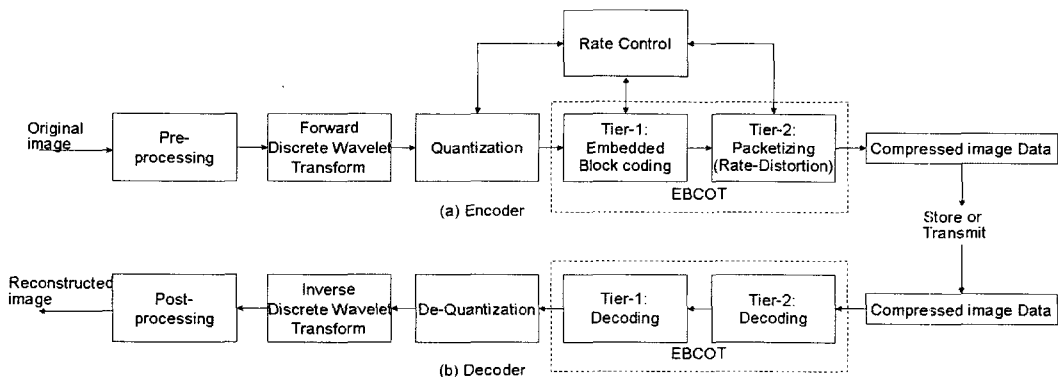 Rate Control
Original
image
Pre-
processing
Forward
Discrete Wavelet
Transform
Quantization
Tier-1:
Embedded
Block coding
Tier-2:
Packetizing
(Rate-Distortion)
Compressed image Data
EBCOT
(a) Encoder
Store or
Transmit
Reconstructed
image
Post-
processing
Inverse
Discrete Wavelet
Transform
De-Quantization
Tier-1:
Decoding
Tier-2:
Decoding
Compressed image Data
EBCOT
(b) Decoder